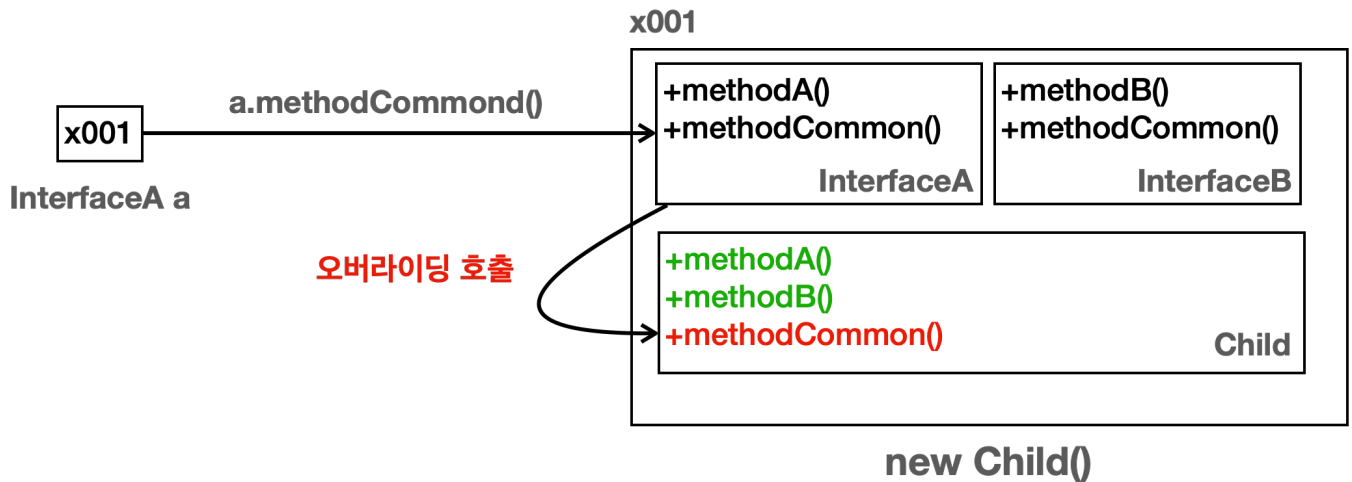 x001
a.methodCommond()
x001
InterfaceA a
+methodA()
+methodCommon()
InterfaceA
+methodB()
+methodCommon()
InterfaceB
오버라이딩 호출
+methodA()
+methodB()
+methodCommon()
Child
new Child()